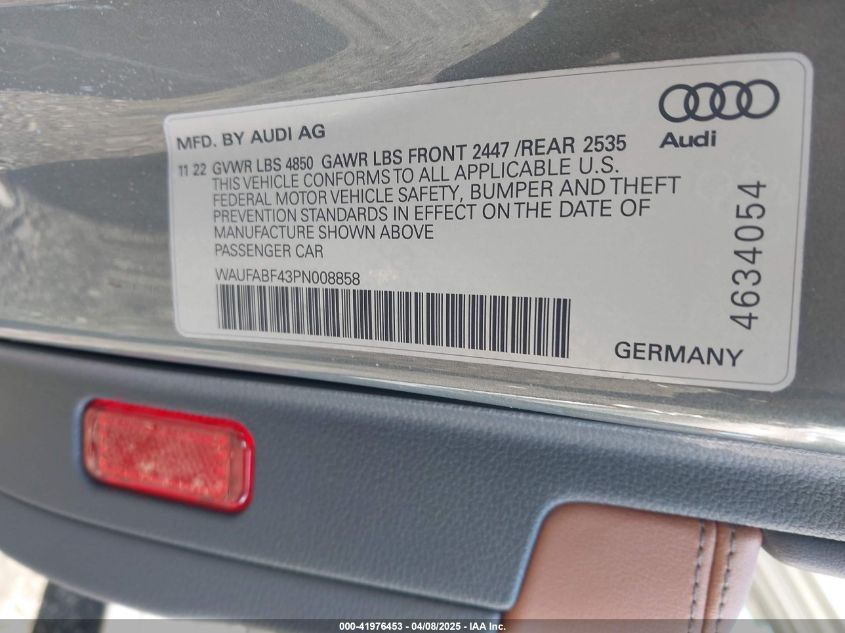 MFD. BY AUDI AG
Audi
11 22 GVWR LBS 4850 GAWR LBS FRONT 2447 /REAR 2535
THIS VEHICLE CONFORMS TO ALL APPLICABLE U.S.
FEDERAL MOTOR VEHICLE SAFETY, BUMPER AND THEFT
PREVENTION STANDARDS IN EFFECT ON THE DATE OF
MANUFACTURE SHOWN ABOVE
PASSENGER CAR
WAUFABF43PN008858
4634054
GERMANY
000-41976453 - 04/08/2025 - IAA Inc.